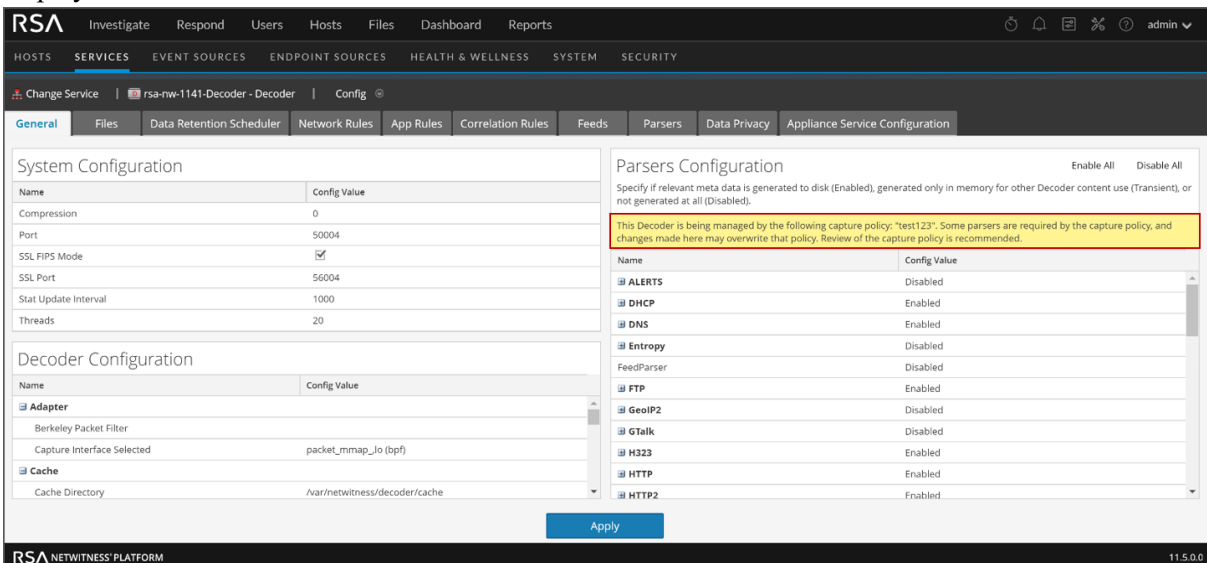 RSA Investigate Respond Users Hosts Files Dashboard Reports admin
HOSTS SERVICES EVENT SOURCES ENDPOINT SOURCES HEALTH & WELLNESS SYSTEM SECURITY
Change Service | rsa-nw-1141-Decoder - Decoder | Config
General Files Data Retention Scheduler Network Rules App Rules Correlation Rules Feeds Parsers Data Privacy Appliance Service Configuration
System Configuration
Name Config Value
Compression 0
Port 50004
SSL FIPS Mode
SSL Port 56004
Stat Update Interval 1000
Threads 20
Decoder Configuration
Name Config Value
Adapter
Berkeley Packet Filter
Capture Interface Selected packet_mmap_,lo (bpf)
Cache
Cache Directory /var/netwitness/decoder/cache
Parsers Configuration Enable All Disable All
Specify if relevant meta data is generated to disk (Enabled), generated only in memory for other Decoder content use (Transient), or
not generated at all (Disabled).
This Decoder is being managed by the following capture policy: "test123". Some parsers are required by the capture policy, and
changes made here may overwrite that policy. Review of the capture policy is recommended.
Name Config Value
ALERTS Disabled
DHCP Enabled
DNS Enabled
Entropy Disabled
FeedParser Disabled
FTP Enabled
GeoIP2 Disabled
GTalk Disabled
H323 Enabled
HTTP Enabled
HTTP2 Enabled
Apply
RSA NETWITNESS® PLATFORM 11.5.0.0